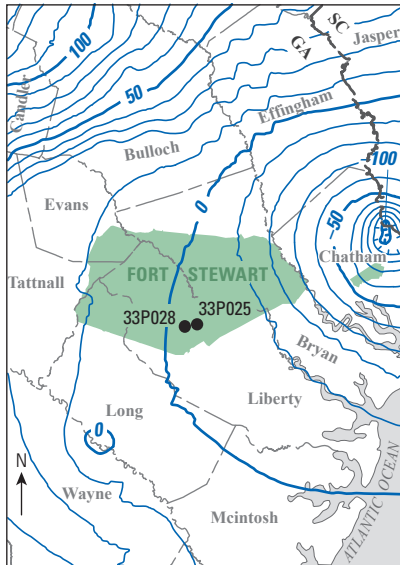 100
SC
GA
Jasper
Candler
50
Effingham
Bulloch
-100
0
Evans
-50
Chatham
FORT STEWART
Tattnall
33P028
33P025
Bryan
Long
Liberty
0
N
Wayne
Mcintosh
ATLANTIC OCEAN